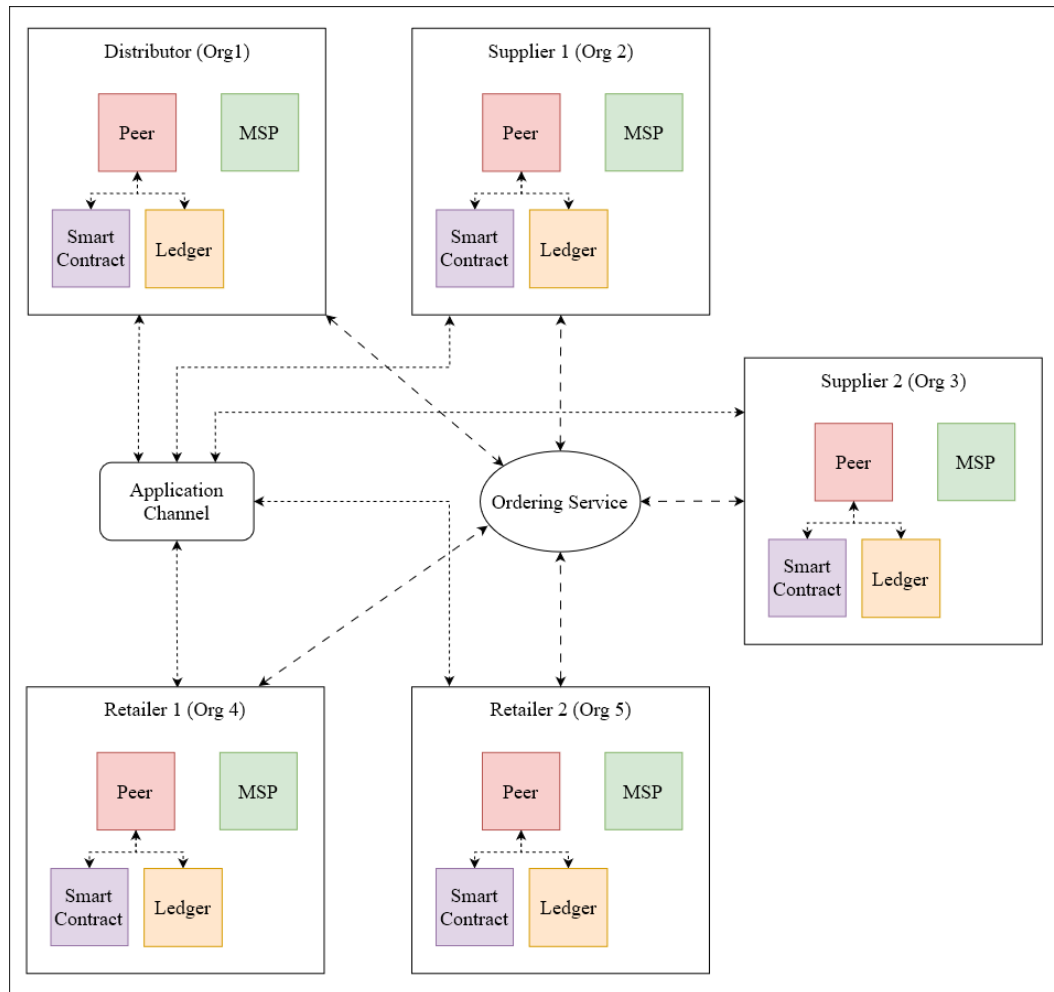 Distributor (Org1)
Peer
MSP
Smart
Contract
Ledger
Supplier 1 (Org 2)
Peer
MSP
Smart
Contract
Ledger
Supplier 2 (Org 3)
Peer
MSP
Smart
Contract
Ledger
Application
Channel
Ordering Service
Retailer 1 (Org 4)
Peer
MSP
Smart
Contract
Ledger
Retailer 2 (Org 5)
Peer
MSP
Smart
Contract
Ledger